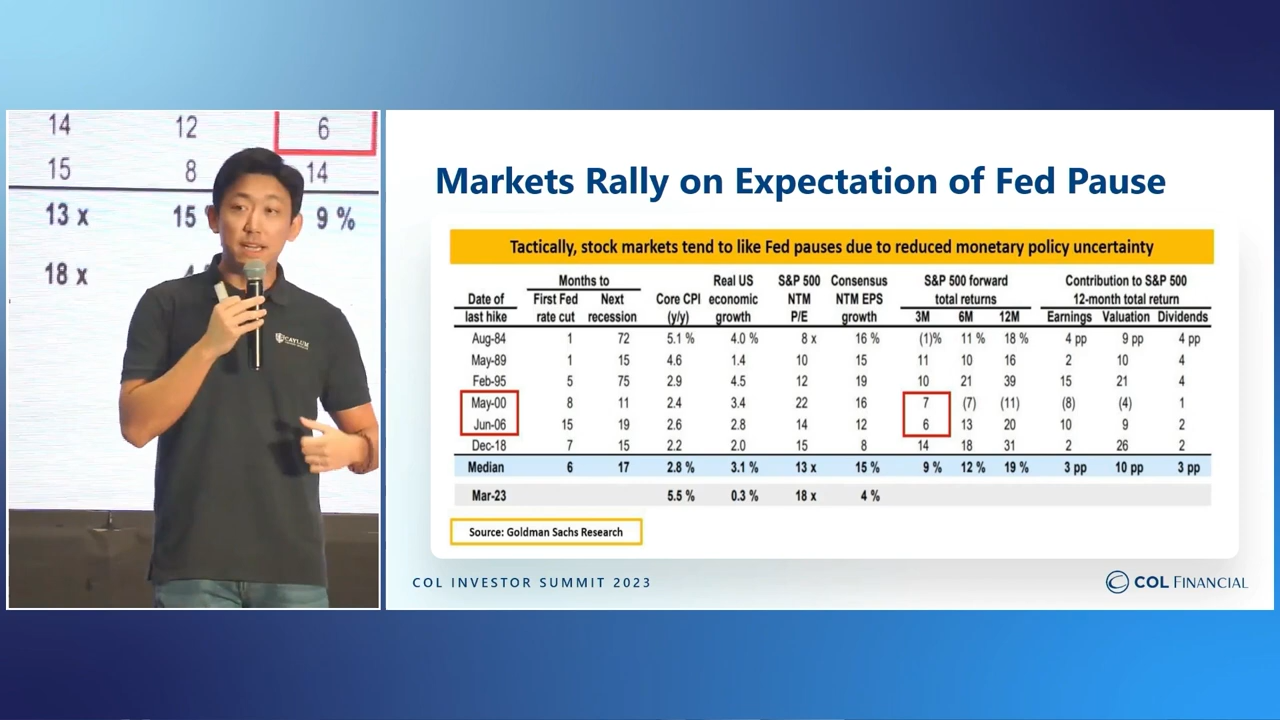 14 12 6
15 8 14
13 x 15 9 %
18 x
CAYLUM
Markets Rally on Expectation of Fed Pause
Tactically, stock markets tend to like Fed pauses due to reduced monetary policy uncertainty
Months to Real US S&P 500 Consensus S&P 500 forward Contribution to S&P 500
Date of First Fed Next Core CPI economic NTM NTM EPS total returns 12-month total return
last hike rate cut recession (y/y) growth P/E growth 3M 6M 12M Earnings Valuation Dividends
Aug-84 1 72 5.1 % 4.0 % 8 x 16 % (1)% 11 % 18 % 4 pp 9 pp 4 pp
May-89 1 15 4.6 1.4 10 15 11 10 16 2 10 4
Feb-95 5 75 2.9 4.5 12 19 10 21 39 15 21 4
May-00 8 11 2.4 3.4 22 16 7 (7) (11) (8) (4) 1
Jun-06 15 19 2.6 2.8 14 12 6 13 20 10 9 2
Dec-18 7 15 2.2 2.0 15 8 14 18 31 2 26 2
Median 6 17 2.8 % 3.1 % 13 x 15 % 9 % 12 % 19 % 3 pp 10 pp 3 pp
Mar-23 5.5 % 0.3 % 18 x 4 %
Source: Goldman Sachs Research
COL INVESTOR SUMMIT 2023
COL FINANCIAL